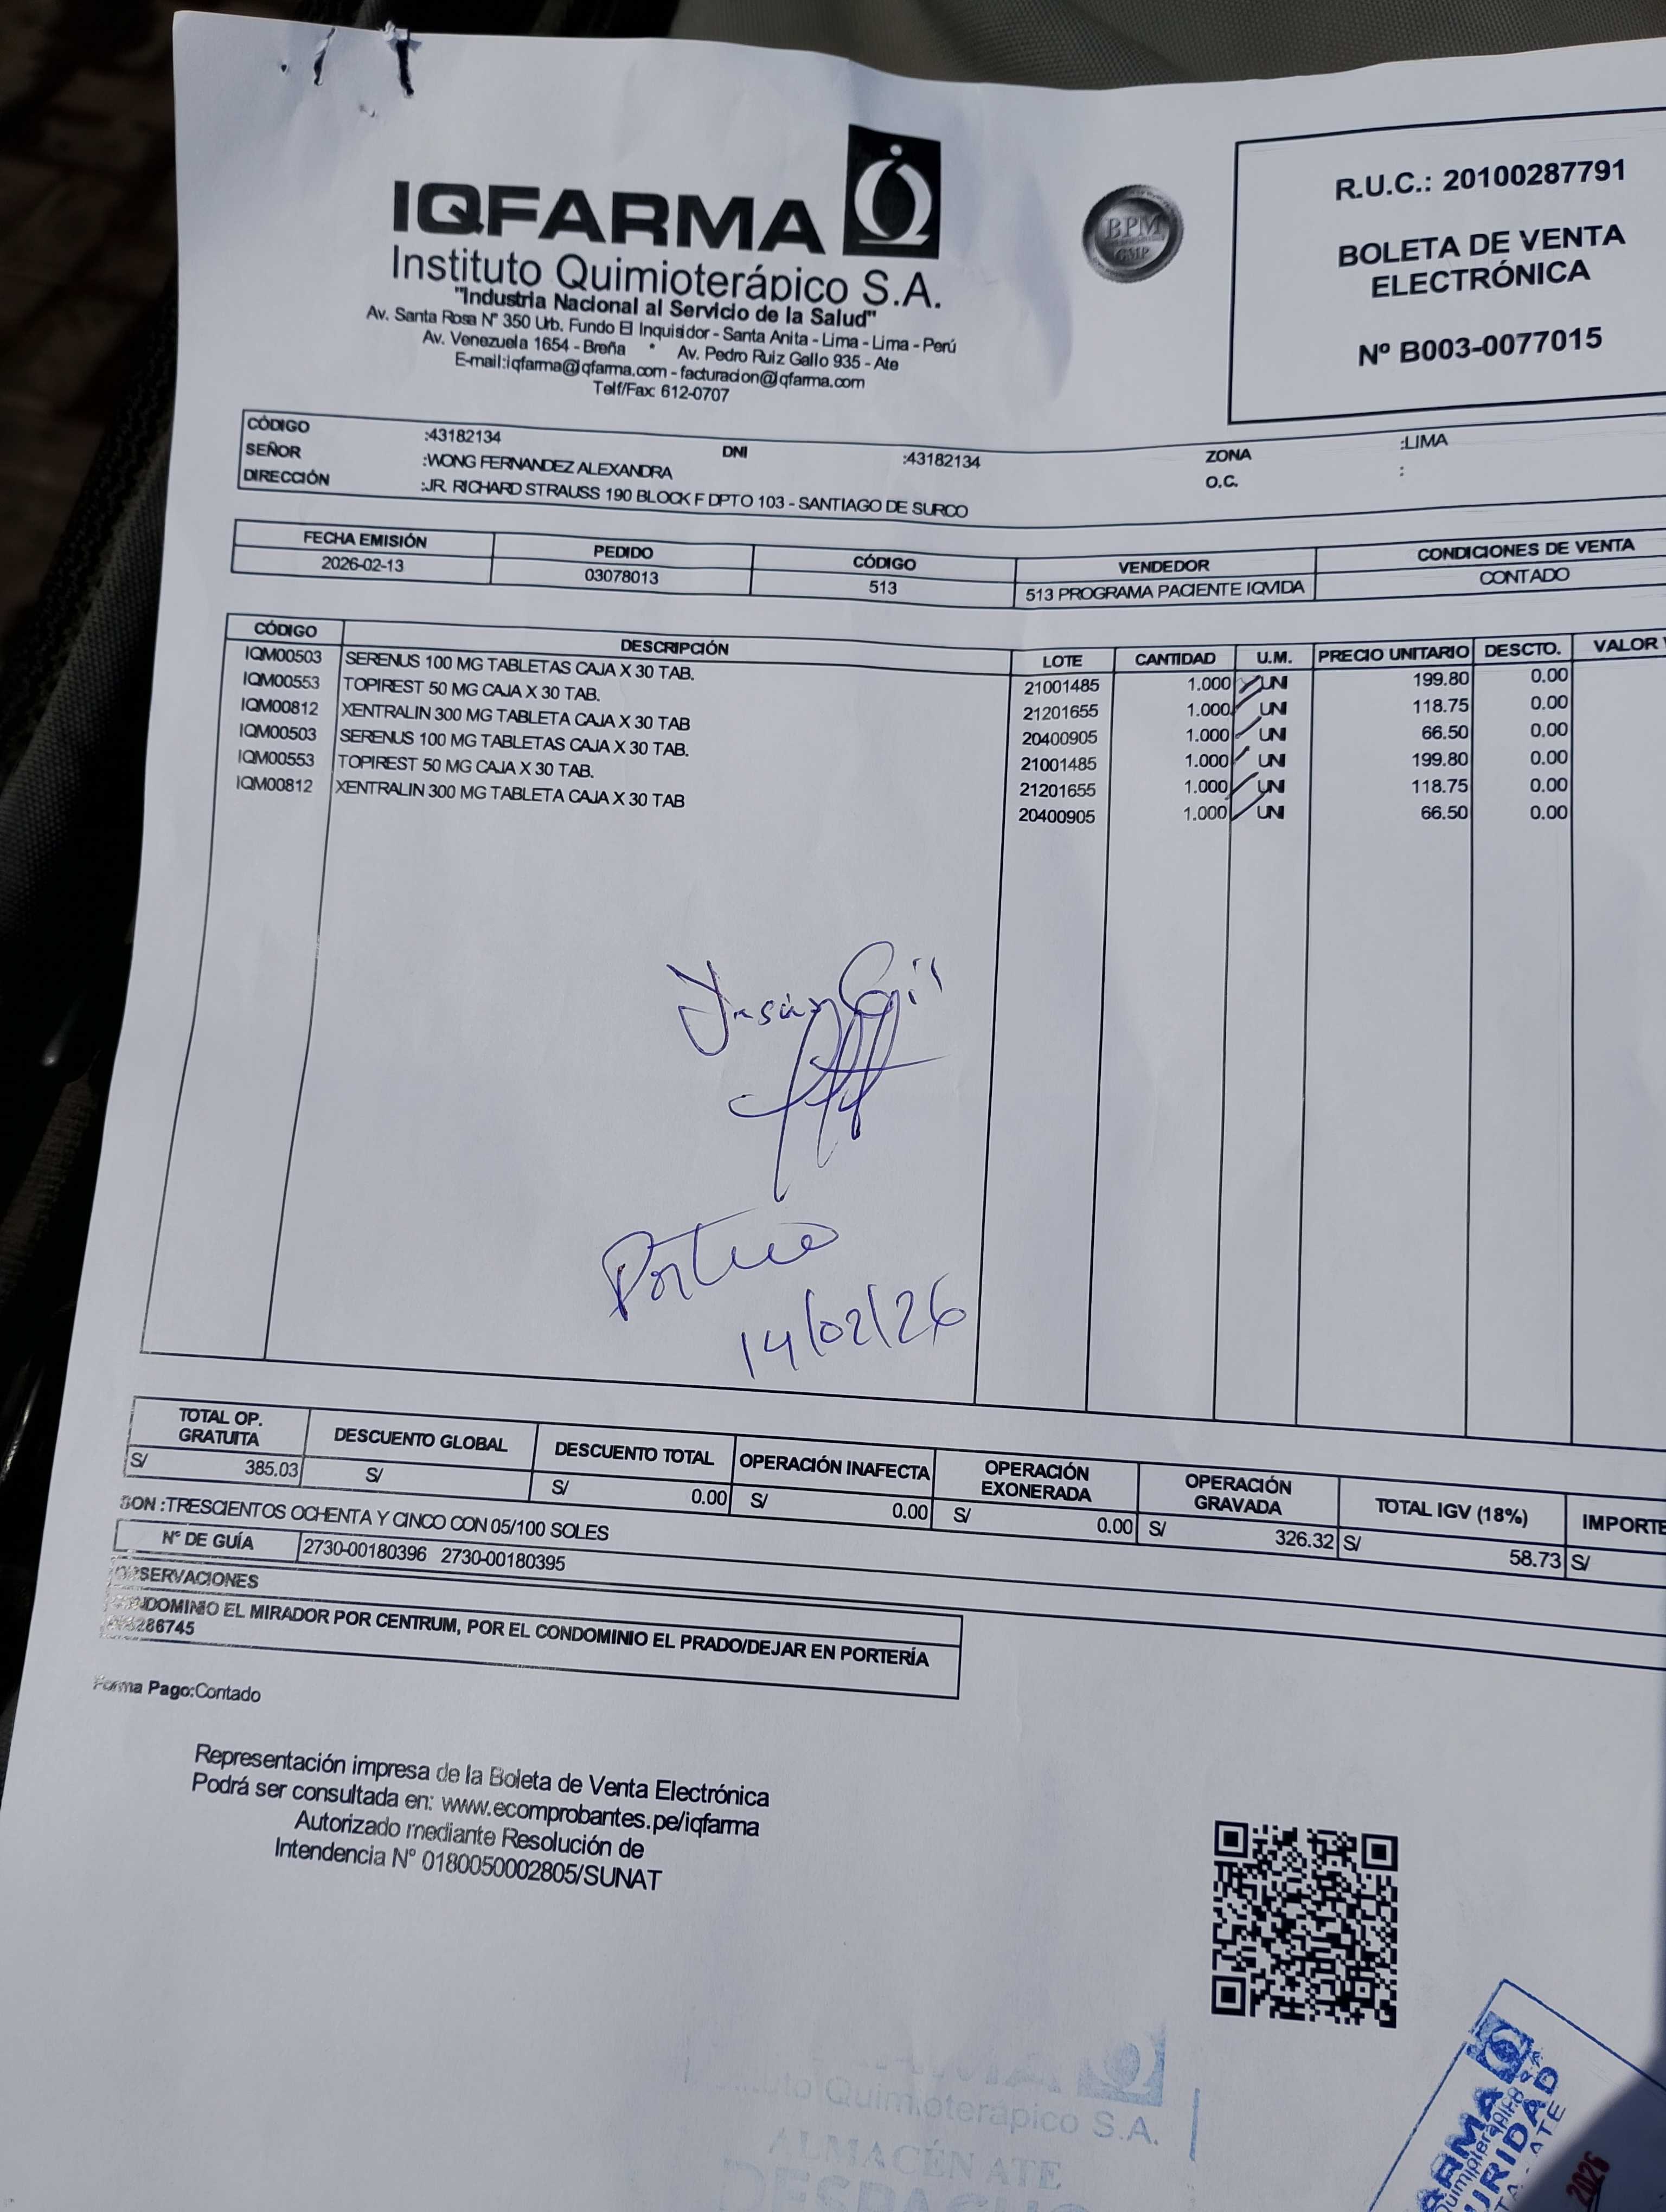 IQFARMA
Instituto Quimioterápico S.A.
"Industria Nacional al Servicio de la Salud"
Av. Santa Rosa N° 350 Urb. Fundo El Inquisidor - Santa Anita - Lima - Lima - Perú
Av. Venezuela 1654 - Breña * Av. Pedro Ruiz Gallo 935 - Ate
E-mail:iqfarma@iqfarma.com - facturacion@iqfarma.com
Telf/Fax: 612-0707
BPM
GMP
R.U.C.: 20100287791
BOLETA DE VENTA
ELECTRÓNICA
Nº B003-0077015
CÓDIGO :43182134 DNI :43182134 ZONA :LIMA
SEÑOR :WONG FERNANDEZ ALEXANDRA O.C. :
DIRECCIÓN :JR. RICHARD STRAUSS 190 BLOCK F DPTO 103 - SANTIAGO DE SURCO
FECHA EMISIÓN PEDIDO CÓDIGO VENDEDOR CONDICIONES DE VENTA
2026-02-13 03078013 513 513 PROGRAMA PACIENTE IQVIDA CONTADO
CÓDIGO DESCRIPCIÓN LOTE CANTIDAD U.M. PRECIO UNITARIO DESCTO. VALOR
IQM00503 SERENUS 100 MG TABLETAS CAJA X 30 TAB. 21001485 1.000 UNI 199.80 0.00
IQM00553 TOPIREST 50 MG CAJA X 30 TAB. 21201655 1.000 UNI 118.75 0.00
IQM00812 XENTRALIN 300 MG TABLETA CAJA X 30 TAB 20400905 1.000 UNI 66.50 0.00
IQM00503 SERENUS 100 MG TABLETAS CAJA X 30 TAB. 21001485 1.000 UNI 199.80 0.00
IQM00553 TOPIREST 50 MG CAJA X 30 TAB. 21201655 1.000 UNI 118.75 0.00
IQM00812 XENTRALIN 300 MG TABLETA CAJA X 30 TAB 20400905 1.000 UNI 66.50 0.00
14/02/26
TOTAL OP. GRATUITA DESCUENTO GLOBAL DESCUENTO TOTAL OPERACIÓN INAFECTA OPERACIÓN EXONERADA OPERACIÓN GRAVADA TOTAL IGV (18%) IMPORTE
S/ 385.03 S/ S/ 0.00 S/ 0.00 S/ 0.00 S/ 326.32 S/ 58.73 S/
SON :TRESCIENTOS OCHENTA Y CINCO CON 05/100 SOLES
N° DE GUÍA 2730-00180396 2730-00180395
OBSERVACIONES
CONDOMINIO EL MIRADOR POR CENTRUM, POR EL CONDOMINIO EL PRADO/DEJAR EN PORTERÍA
286745
Forma Pago:Contado
Representación impresa de la Boleta de Venta Electrónica
Podrá ser consultada en: www.ecomprobantes.pe/iqfarma
Autorizado mediante Resolución de
Intendencia N° 0180050002805/SUNAT
Quimioterápico S.A.
ALMACÉN ATE
2026